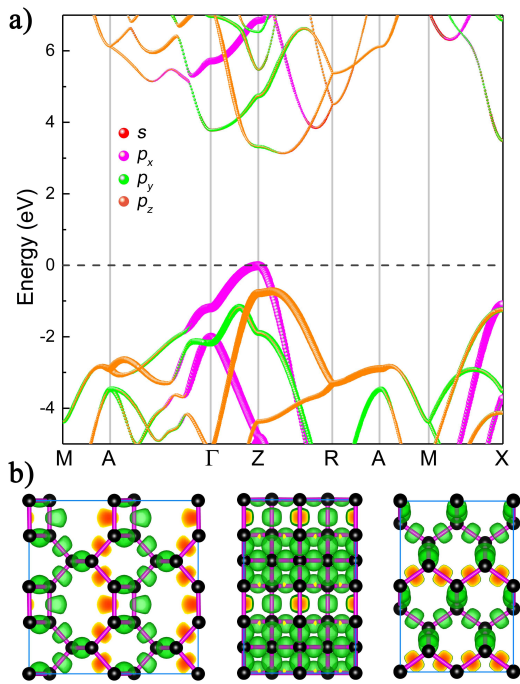 a)
6
4
2
0
-2
-4
Energy (eV)
s
px
py
pz
M A Γ Z R A M X
b)